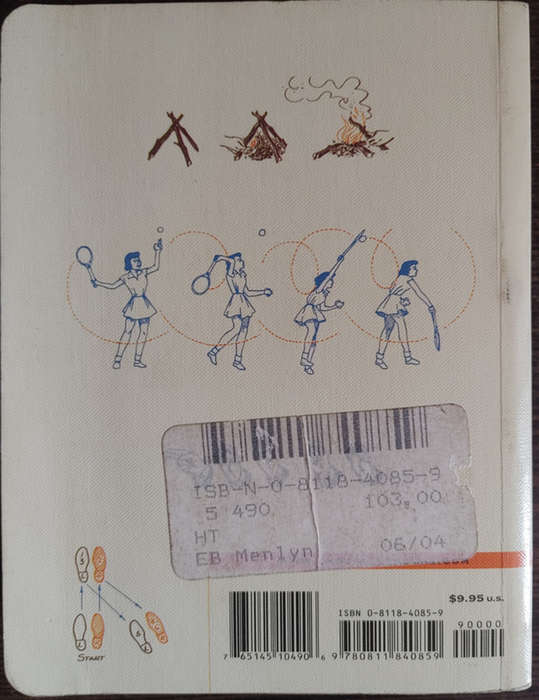 ISB-N-0-8118-4085-9
5 490 103,00
HT
EB Menlyn 06/04
$9.95 U.S.
ISBN 0-8118-4085-9
90000
7 65145 10490 6
9 780811 840859
START